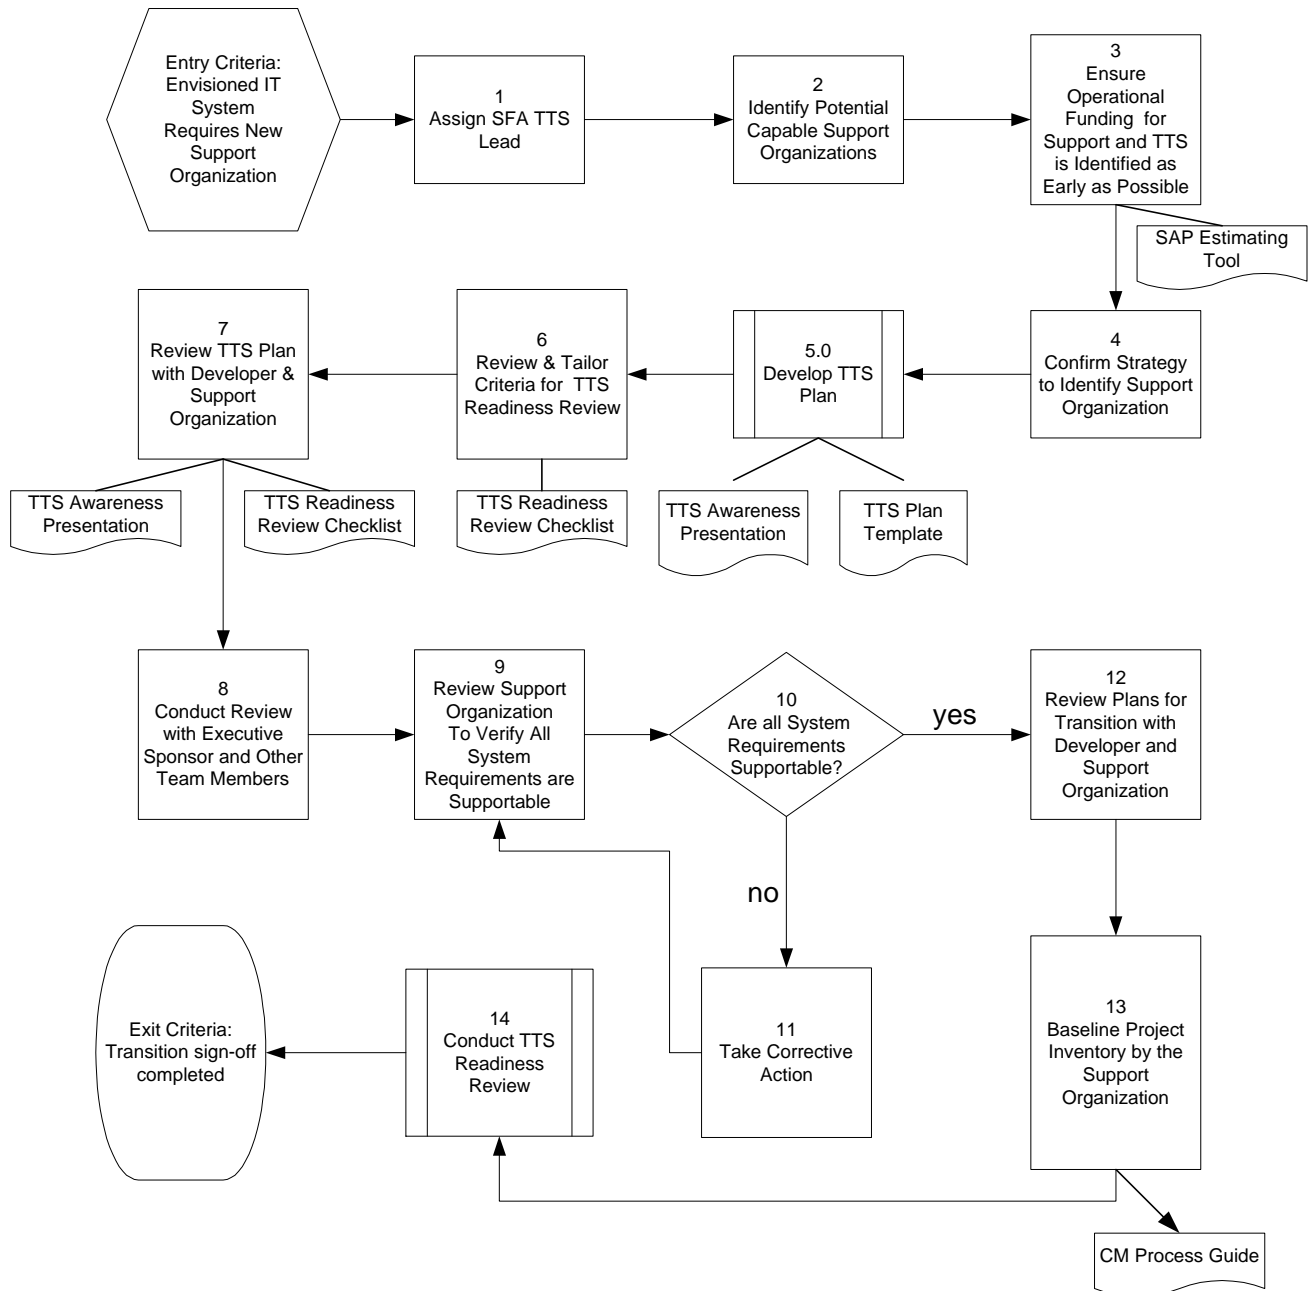 Entry Criteria:
Envisioned IT
System
Requires New
Support
Organization
1
Assign SFA TTS
Lead
2
Identify Potential
Capable Support
Organizations
3
Ensure
Operational
Funding for
Support and TTS
is Identified as
Early as Possible
SAP Estimating
Tool
4
Confirm Strategy
to Identify Support
Organization
5.0
Develop TTS
Plan
TTS Awareness
Presentation
TTS Plan
Template
6
Review & Tailor
Criteria for TTS
Readiness Review
TTS Readiness
Review Checklist
7
Review TTS Plan
with Developer &
Support
Organization
TTS Awareness
Presentation
TTS Readiness
Review Checklist
8
Conduct Review
with Executive
Sponsor and Other
Team Members
9
Review Support
Organization
To Verify All
System
Requirements are
Supportable
10
Are all System
Requirements
Supportable?
yes
no
11
Take Corrective
Action
12
Review Plans for
Transition with
Developer and
Support
Organization
13
Baseline Project
Inventory by the
Support
Organization
CM Process Guide
14
Conduct TTS
Readiness
Review
Exit Criteria:
Transition sign-off
completed